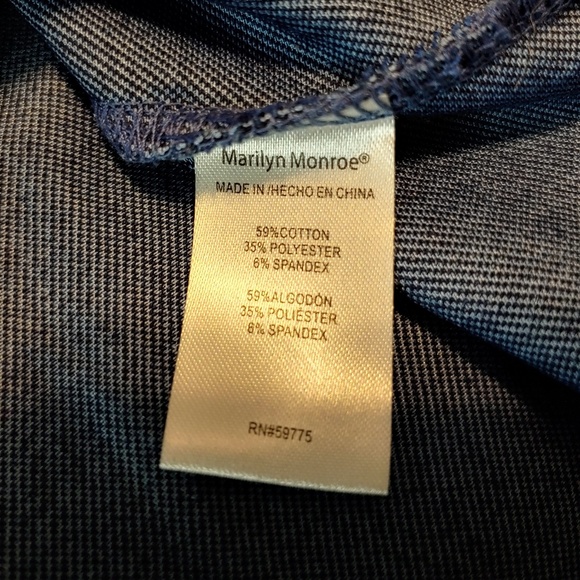 Marilyn Monroe®
MADE IN /HECHO EN CHINA
59%COTTON
35% POLYESTER
6% SPANDEX
59%ALGODÓN
35% POLIÉSTER
6% SPANDEX
RN#59775